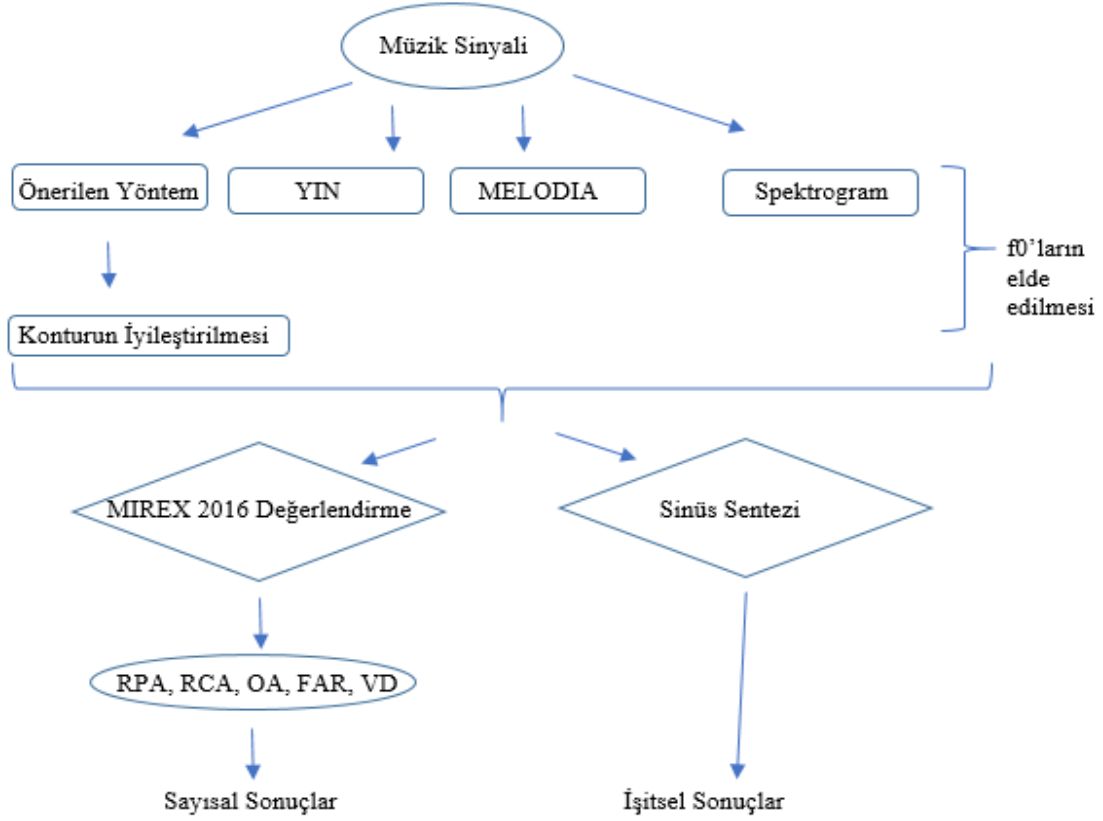 Müzik Sinyali
Önerilen Yöntem
YIN
MELODIA
Spektrogram
f0’ların
elde
edilmesi
Konturun İyileştirilmesi
MIREX 2016 Değerlendirme
Sinüs Sentezi
RPA, RCA, OA, FAR, VD
Sayısal Sonuçlar
İşitsel Sonuçlar